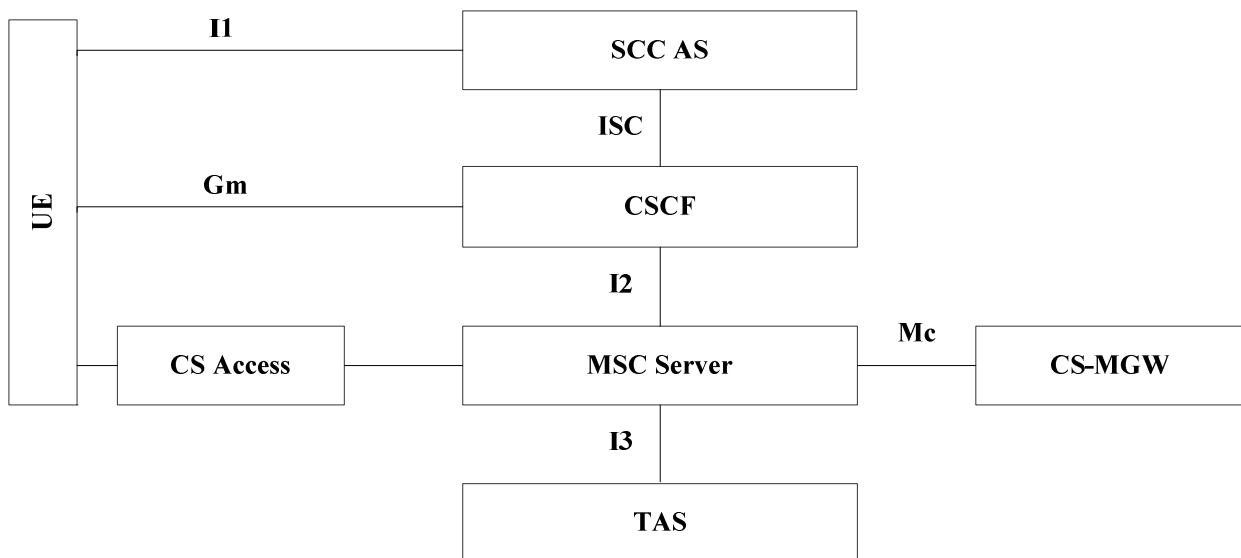 I1
SCC AS
ISC
UE
Gm
CSCF
I2
CS Access
MSC Server
Mc
CS-MGW
I3
TAS